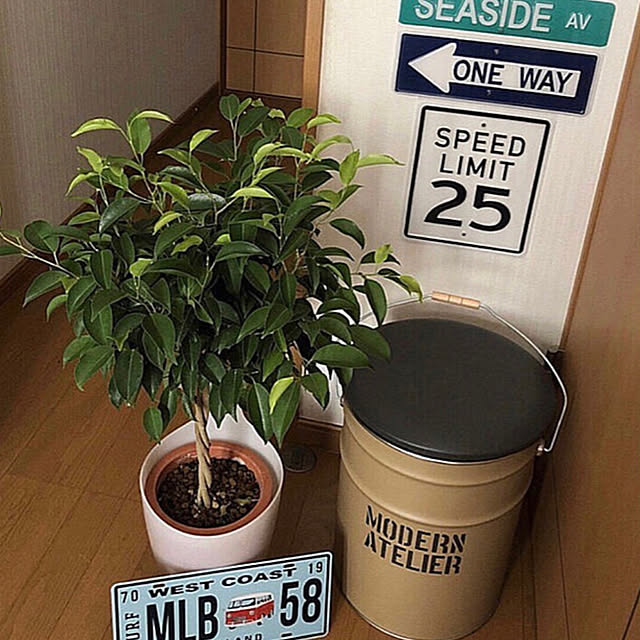 SEASIDE AV
ONE WAY
SPEED
LIMIT
25
MODERN
ATELIER
70 WEST COAST 19
MLB 58